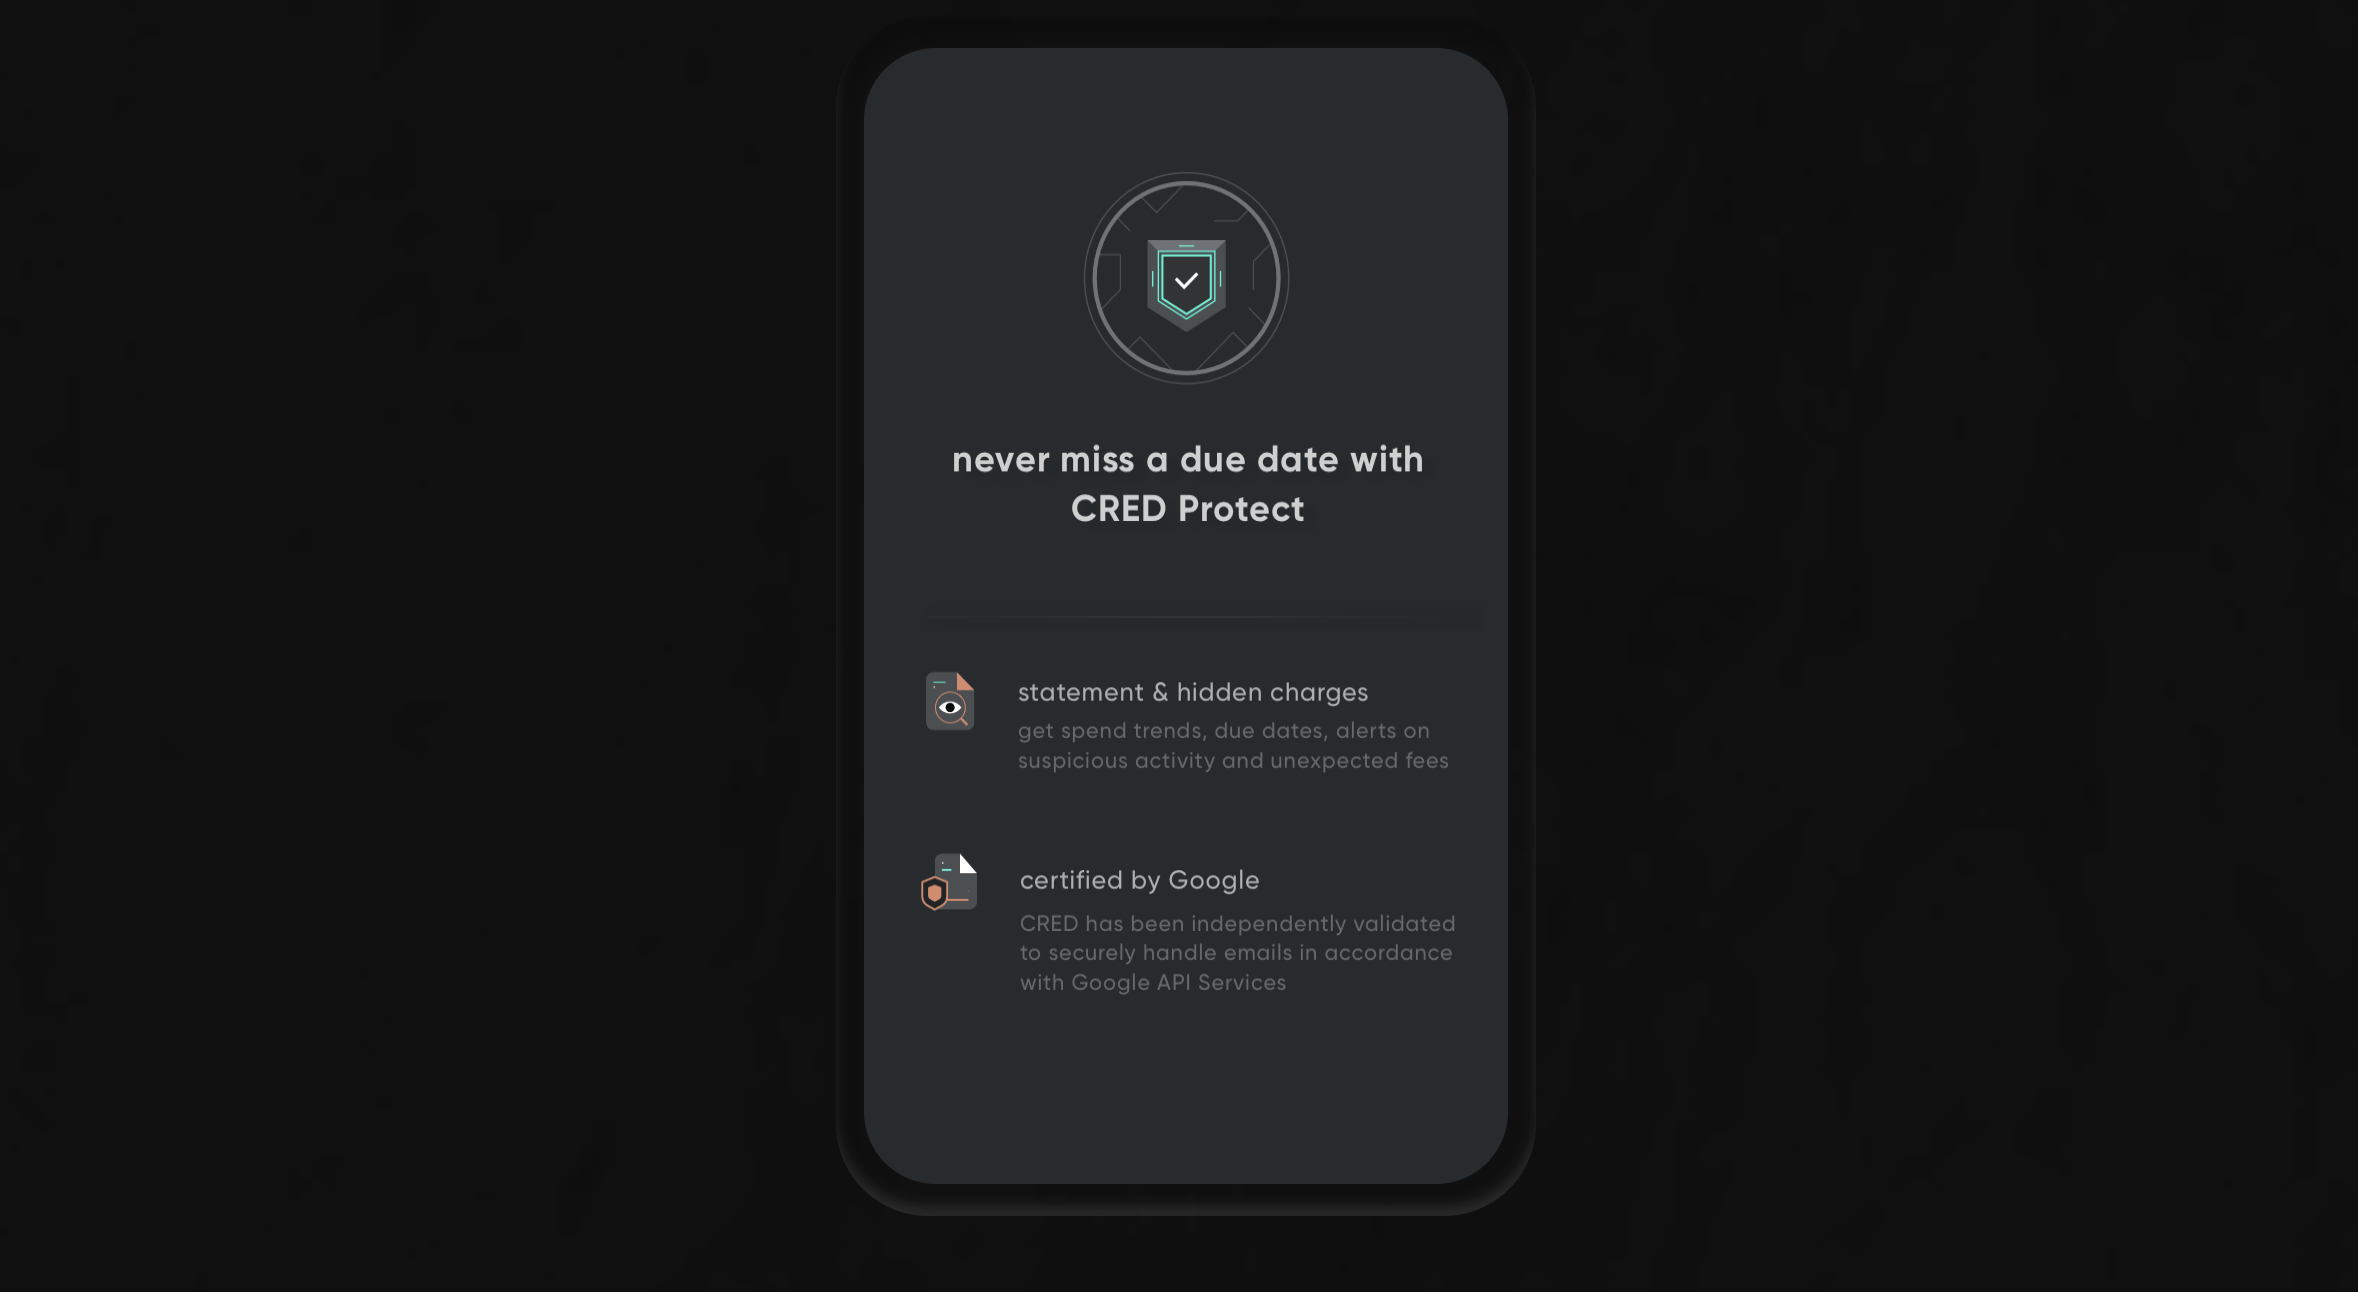 never miss a due date with
CRED Protect
statement & hidden charges
get spend trends, due dates, alerts on
suspicious activity and unexpected fees
certified by Google
CRED has been independently validated
to securely handle emails in accordance
with Google API Services